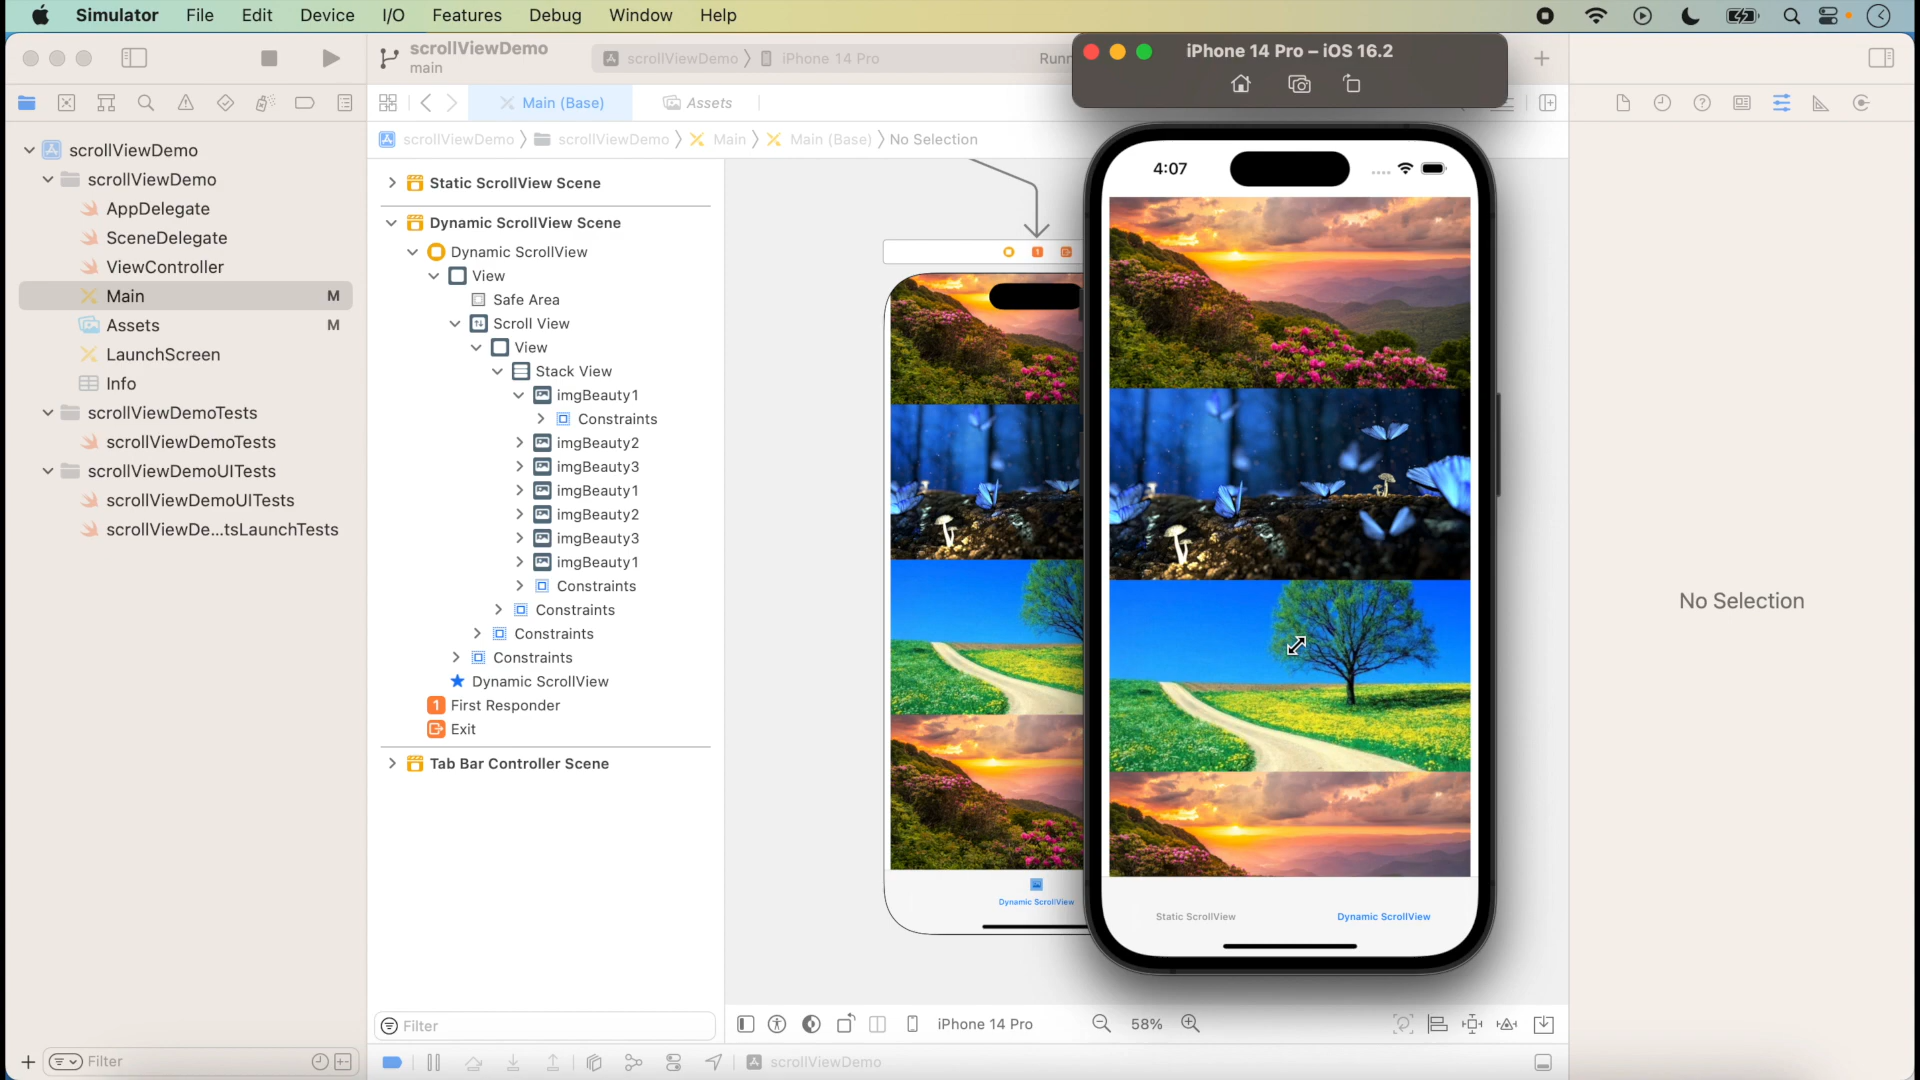 Simulator File Edit Device I/O Features Debug Window Help
scrollViewDemo
main
scrollViewDemo
iPhone 14 Pro
Runn
iPhone 14 Pro – iOS 16.2
Main (Base)
Assets
scrollViewDemo
scrollViewDemo
Main
Main (Base)
No Selection
scrollViewDemo
scrollViewDemo
AppDelegate
SceneDelegate
ViewController
Main M
Assets M
LaunchScreen
Info
scrollViewDemoTests
scrollViewDemoTests
scrollViewDemoUITests
scrollViewDemoUITests
scrollViewDe...tsLaunchTests
Filter
Static ScrollView Scene
Dynamic ScrollView Scene
Dynamic ScrollView
View
Safe Area
Scroll View
View
Stack View
imgBeauty1
Constraints
imgBeauty2
imgBeauty3
imgBeauty1
imgBeauty2
imgBeauty3
imgBeauty1
Constraints
Constraints
Constraints
Constraints
Dynamic ScrollView
1 First Responder
Exit
Tab Bar Controller Scene
Filter
1
Dynamic ScrollView
4:07
Static ScrollView
Dynamic ScrollView
No Selection
iPhone 14 Pro
58%
scrollViewDemo